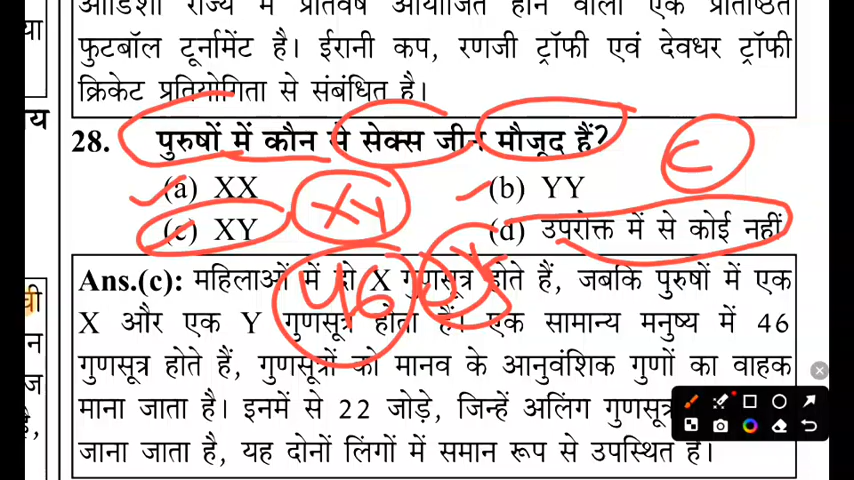 ओडिशा राज्य में प्रतिवर्ष आयोजित होने वाला एक प्रतिष्ठित
फुटबॉल टूर्नामेंट है। ईरानी कप, रणजी ट्रॉफी एवं देवधर ट्रॉफी
क्रिकेट प्रतियोगिता से संबंधित है।
28. पुरुषों में कौन से सेक्स जीन मौजूद हैं?
(a) XX (b) YY
(c) XY (d) उपरोक्त में से कोई नहीं
XY
C
46
Ans.(c): महिलाओं में दो X गुणसूत्र होते हैं, जबकि पुरुषों में एक
X और एक Y गुणसूत्र होता है। एक सामान्य मनुष्य में 46
गुणसूत्र होते हैं, गुणसूत्रों को मानव के आनुवंशिक गुणों का वाहक
माना जाता है। इनमें से 22 जोड़े, जिन्हें अलिंग गुणसूत्र
जाना जाता है, यह दोनों लिंगों में समान रूप से उपस्थित है।